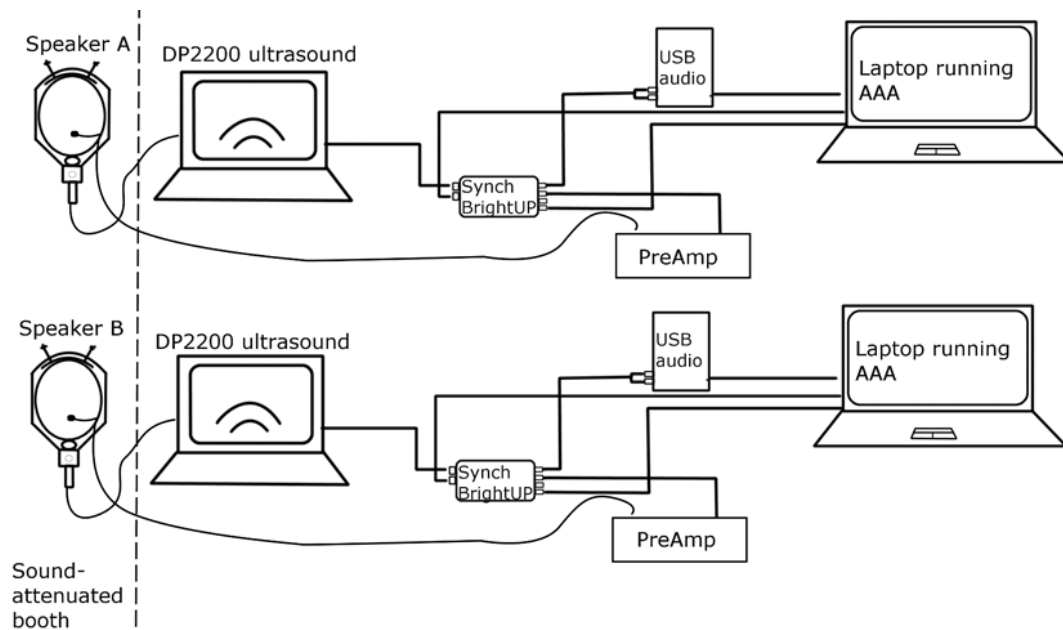 Speaker A
DP2200 ultrasound
USB
audio
Laptop running
AAA
Synch
BrightUP
PreAmp
Speaker B
DP2200 ultrasound
USB
audio
Laptop running
AAA
Synch
BrightUP
PreAmp
Sound-
attenuated
booth